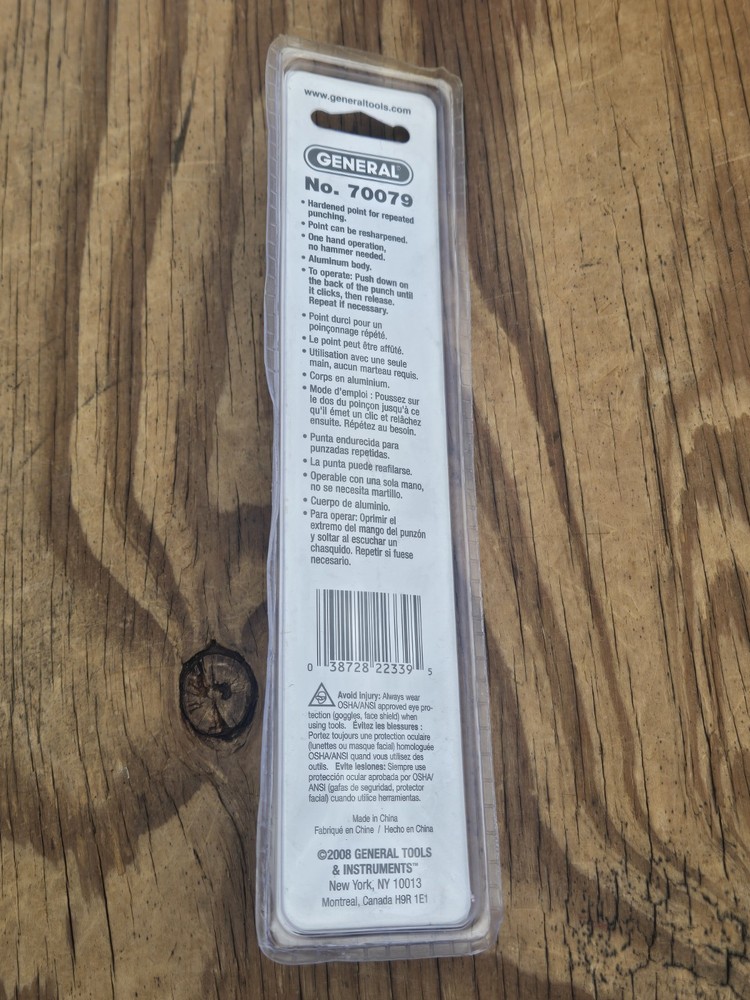 www.generaltools.com
GENERAL®
No. 70079
• Hardened point for repeated
punching.
• Point can be resharpened.
• One hand operation,
no hammer needed.
• Aluminum body.
• To operate: Push down on
the back of the punch until
it clicks, then release.
Repeat if necessary.
• Point durci pour un
poinçonnage répété.
• Le point peut être affûté.
• Utilisation avec une seule
main, aucun marteau requis.
• Corps en aluminium.
• Mode d'emploi : Poussez sur
le dos du poinçon jusqu'à ce
qu'il émet un clic et relâchez
ensuite. Répétez au besoin.
• Punta endurecida para
punzadas repetidas.
• La punta puede reafilarse.
• Operable con una sola mano,
no se necesita martillo.
• Cuerpo de aluminio.
• Para operar: Oprimir el
extremo del mango del punzón
y soltar al escuchar un
chasquido. Repetir si fuese
necesario.
0 38728 22339 5
Avoid Injury: Always wear
OSHA/ANSI approved eye pro-
tection (goggles, face shield) when
using tools. Évitez les blessures :
Portez toujours une protection oculaire
(lunettes ou masque facial) homologuée
OSHA/ANSI quand vous utilisez des
outils. Evite lesiones: Siempre use
protección ocular aprobada por OSHA/
ANSI (gafas de seguridad, protector
facial) cuando utilice herramientas.
Made in China
Fabriqué en Chine / Hecho en China
©2008 GENERAL TOOLS
& INSTRUMENTS™
New York, NY 10013
Montreal, Canada H9R 1E1